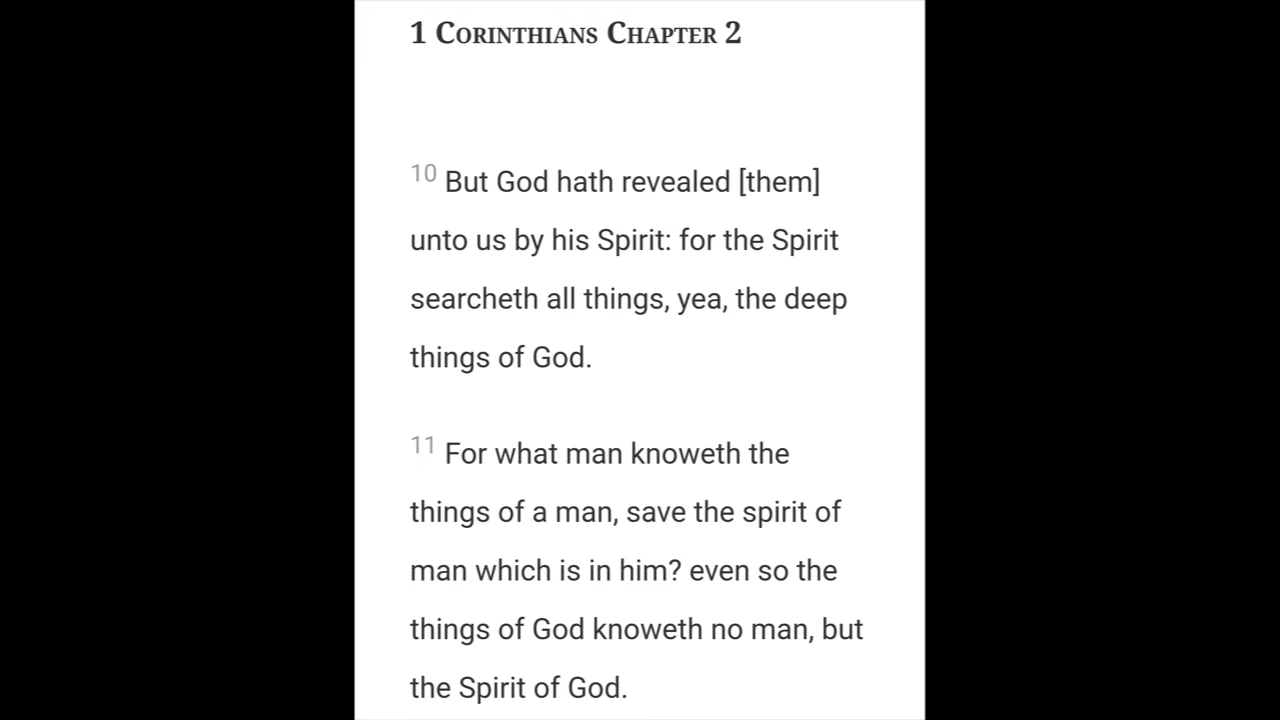 1 Corinthians Chapter 2
10 But God hath revealed [them]
unto us by his Spirit: for the Spirit
searcheth all things, yea, the deep
things of God.
11 For what man knoweth the
things of a man, save the spirit of
man which is in him? even so the
things of God knoweth no man, but
the Spirit of God.